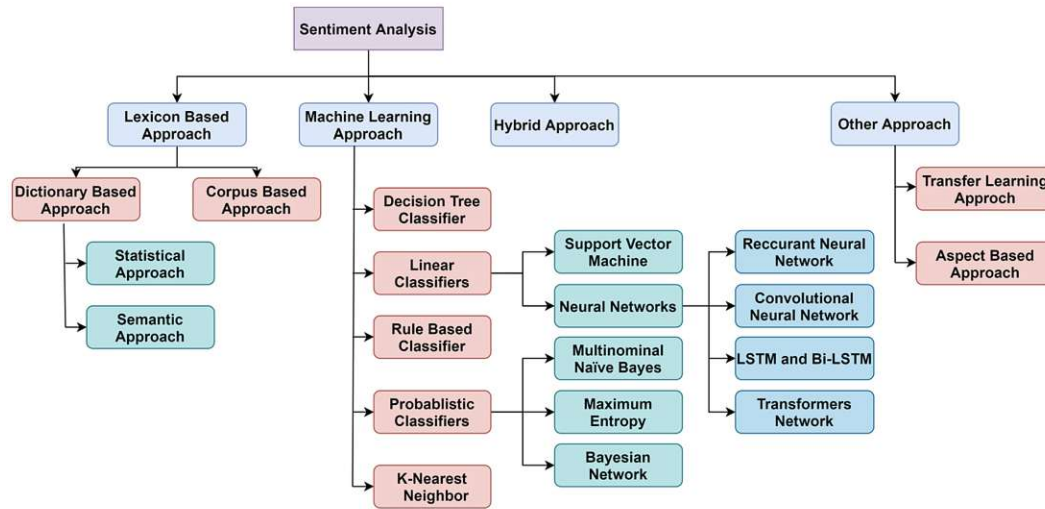 Sentiment Analysis
Lexicon Based
Approach
Machine Learning
Approach
Hybrid Approach
Other Approach
Dictionary Based
Approach
Corpus Based
Approach
Statistical
Approach
Semantic
Approach
Decision Tree
Classifier
Linear
Classifiers
Rule Based
Classifier
Probablistic
Classifiers
K-Nearest
Neighbor
Support Vector
Machine
Neural Networks
Multinominal
Naïve Bayes
Maximum
Entropy
Bayesian
Network
Reccurant Neural
Network
Convolutional
Neural Network
LSTM and Bi-LSTM
Transformers
Network
Transfer Learning
Approch
Aspect Based
Approach